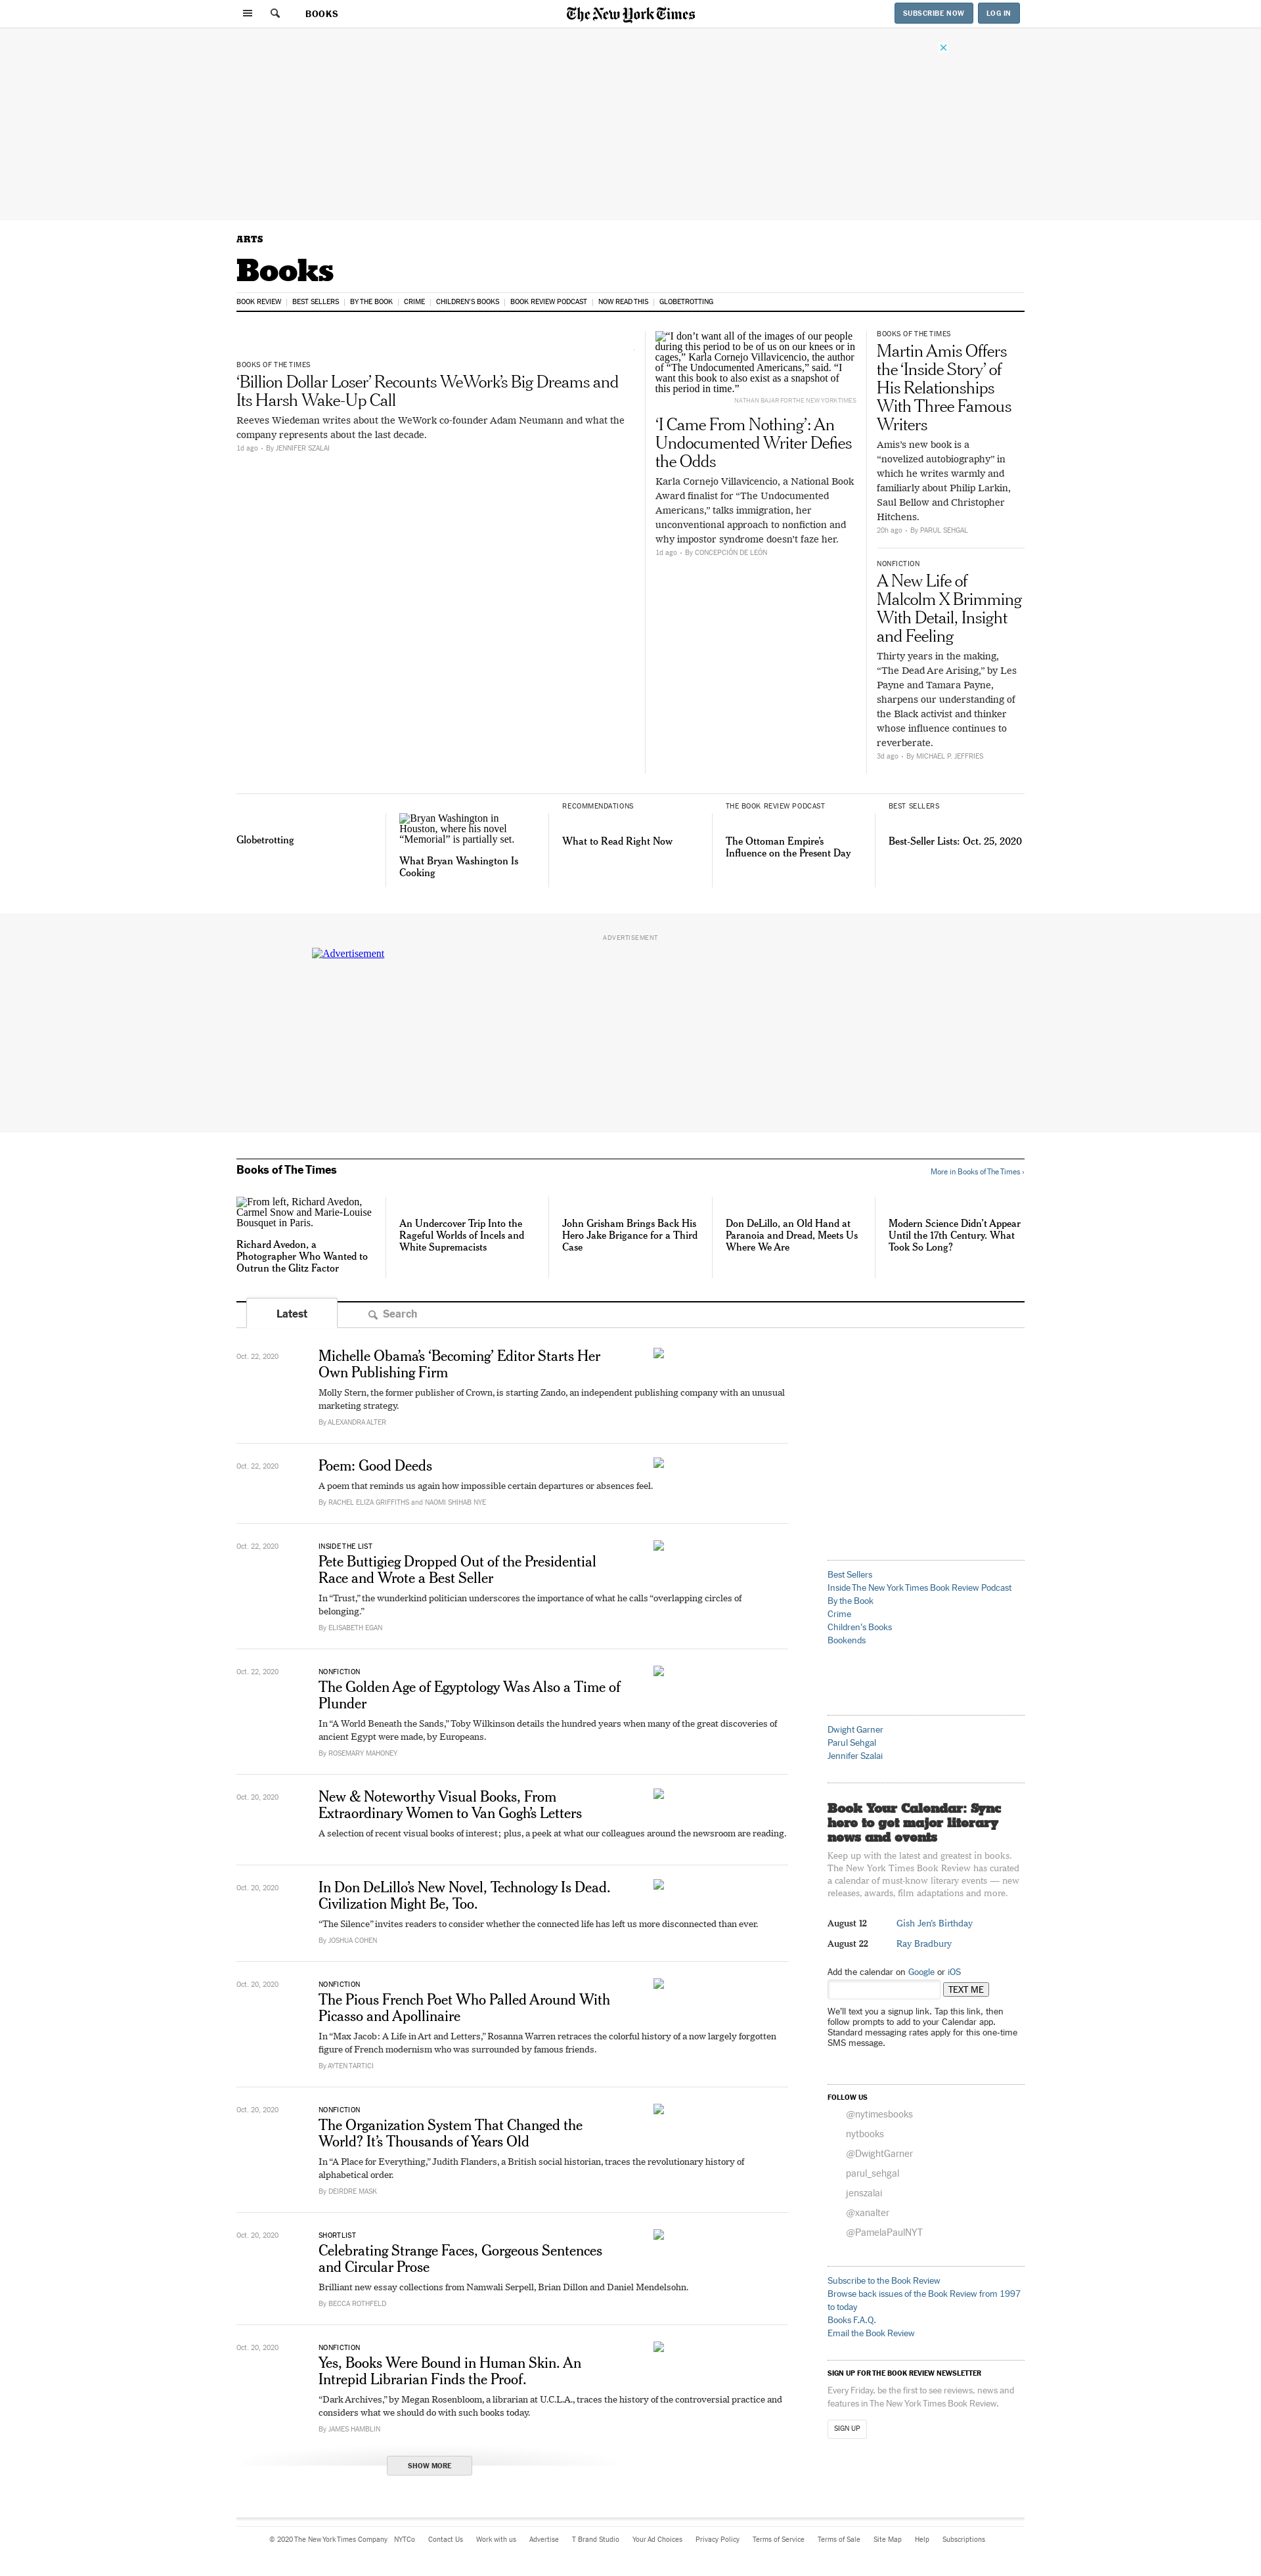 BOOKS
The New York Times
SUBSCRIBE NOW
LOG IN
ARTS
Books
BOOK REVIEW
BEST SELLERS
BY THE BOOK
CRIME
CHILDREN'S BOOKS
BOOK REVIEW PODCAST
NOW READ THIS
GLOBETROTTING
BOOKS OF THE TIMES
‘Billion Dollar Loser’ Recounts WeWork’s Big Dreams and
Its Harsh Wake-Up Call
Reeves Wiedeman writes about the WeWork co-founder Adam Neumann and what the
company represents about the last decade.
1d ago • By JENNIFER SZALAI
“I don’t want all of the images of our people
during this period to be of us on our knees or in
cages,” Karla Cornejo Villavicencio, the author
of “The Undocumented Americans,” said. “I
want this book to also exist as a snapshot of
this period in time.”
NATHAN BAJAR FOR THE NEW YORK TIMES
‘I Came From Nothing’: An
Undocumented Writer Defies
the Odds
Karla Cornejo Villavicencio, a National Book
Award finalist for “The Undocumented
Americans,” talks immigration, her
unconventional approach to nonfiction and
why impostor syndrome doesn’t faze her.
1d ago • By CONCEPCIÓN DE LEÓN
BOOKS OF THE TIMES
Martin Amis Offers
the ‘Inside Story’ of
His Relationships
With Three Famous
Writers
Amis’s new book is a
“novelized autobiography” in
which he writes warmly and
familiarly about Philip Larkin,
Saul Bellow and Christopher
Hitchens.
20h ago • By PARUL SEHGAL
NONFICTION
A New Life of
Malcolm X Brimming
With Detail, Insight
and Feeling
Thirty years in the making,
“The Dead Are Arising,” by Les
Payne and Tamara Payne,
sharpens our understanding of
the Black activist and thinker
whose influence continues to
reverberate.
3d ago • By MICHAEL P. JEFFRIES
Globetrotting
Bryan Washington in
Houston, where his novel
“Memorial” is partially set.
What Bryan Washington Is
Cooking
RECOMMENDATIONS
What to Read Right Now
THE BOOK REVIEW PODCAST
The Ottoman Empire’s
Influence on the Present Day
BEST SELLERS
Best-Seller Lists: Oct. 25, 2020
ADVERTISEMENT
Advertisement
Books of The Times
More in Books of The Times ›
From left, Richard Avedon,
Carmel Snow and Marie-Louise
Bousquet in Paris.
Richard Avedon, a
Photographer Who Wanted to
Outrun the Glitz Factor
An Undercover Trip Into the
Rageful Worlds of Incels and
White Supremacists
John Grisham Brings Back His
Hero Jake Brigance for a Third
Case
Don DeLillo, an Old Hand at
Paranoia and Dread, Meets Us
Where We Are
Modern Science Didn’t Appear
Until the 17th Century. What
Took So Long?
Latest
Search
Oct. 22, 2020
Michelle Obama’s ‘Becoming’ Editor Starts Her
Own Publishing Firm
Molly Stern, the former publisher of Crown, is starting Zando, an independent publishing company with an unusual
marketing strategy.
By ALEXANDRA ALTER
Oct. 22, 2020
Poem: Good Deeds
A poem that reminds us again how impossible certain departures or absences feel.
By RACHEL ELIZA GRIFFITHS and NAOMI SHIHAB NYE
Oct. 22, 2020
INSIDE THE LIST
Pete Buttigieg Dropped Out of the Presidential
Race and Wrote a Best Seller
In “Trust,” the wunderkind politician underscores the importance of what he calls “overlapping circles of
belonging.”
By ELISABETH EGAN
Oct. 22, 2020
NONFICTION
The Golden Age of Egyptology Was Also a Time of
Plunder
In “A World Beneath the Sands,” Toby Wilkinson details the hundred years when many of the great discoveries of
ancient Egypt were made, by Europeans.
By ROSEMARY MAHONEY
Oct. 20, 2020
New & Noteworthy Visual Books, From
Extraordinary Women to Van Gogh’s Letters
A selection of recent visual books of interest; plus, a peek at what our colleagues around the newsroom are reading.
Oct. 20, 2020
In Don DeLillo’s New Novel, Technology Is Dead.
Civilization Might Be, Too.
“The Silence” invites readers to consider whether the connected life has left us more disconnected than ever.
By JOSHUA COHEN
Oct. 20, 2020
NONFICTION
The Pious French Poet Who Palled Around With
Picasso and Apollinaire
In “Max Jacob: A Life in Art and Letters,” Rosanna Warren retraces the colorful history of a now largely forgotten
figure of French modernism who was surrounded by famous friends.
By AYTEN TARTICI
Oct. 20, 2020
NONFICTION
The Organization System That Changed the
World? It’s Thousands of Years Old
In “A Place for Everything,” Judith Flanders, a British social historian, traces the revolutionary history of
alphabetical order.
By DEIRDRE MASK
Oct. 20, 2020
SHORTLIST
Celebrating Strange Faces, Gorgeous Sentences
and Circular Prose
Brilliant new essay collections from Namwali Serpell, Brian Dillon and Daniel Mendelsohn.
By BECCA ROTHFELD
Oct. 20, 2020
NONFICTION
Yes, Books Were Bound in Human Skin. An
Intrepid Librarian Finds the Proof.
“Dark Archives,” by Megan Rosenbloom, a librarian at U.C.L.A., traces the history of the controversial practice and
considers what we should do with such books today.
By JAMES HAMBLIN
SHOW MORE
Best Sellers
Inside The New York Times Book Review Podcast
By the Book
Crime
Children's Books
Bookends
Dwight Garner
Parul Sehgal
Jennifer Szalai
Book Your Calendar: Sync
here to get major literary
news and events
Keep up with the latest and greatest in books.
The New York Times Book Review has curated
a calendar of must-know literary events — new
releases, awards, film adaptations and more.
August 12 Gish Jen's Birthday
August 22 Ray Bradbury
Add the calendar on Google or iOS
TEXT ME
We'll text you a signup link. Tap this link, then
follow prompts to add to your Calendar app.
Standard messaging rates apply for this one-time
SMS message.
FOLLOW US
@nytimesbooks
nytbooks
@DwightGarner
parul_sehgal
jenszalai
@xanalter
@PamelaPaulNYT
Subscribe to the Book Review
Browse back issues of the Book Review from 1997
to today
Books F.A.Q.
Email the Book Review
SIGN UP FOR THE BOOK REVIEW NEWSLETTER
Every Friday, be the first to see reviews, news and
features in The New York Times Book Review.
SIGN UP
© 2020 The New York Times Company NYTCo Contact Us Work with us Advertise T Brand Studio Your Ad Choices Privacy Policy Terms of Service Terms of Sale Site Map Help Subscriptions